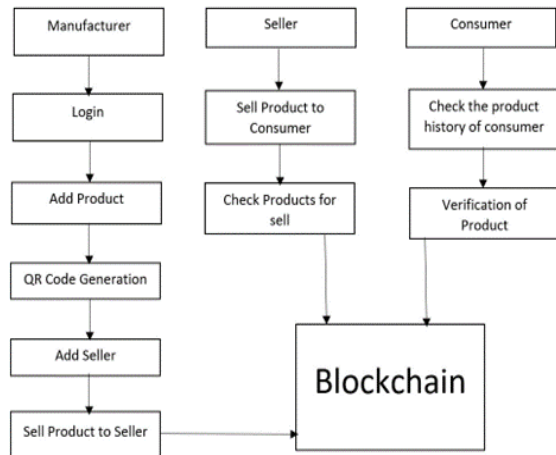 Manufacturer
Login
Add Product
QR Code Generation
Add Seller
Sell Product to Seller
Seller
Sell Product to
Consumer
Check Products for
sell
Consumer
Check the product
history of consumer
Verification of
Product
Blockchain